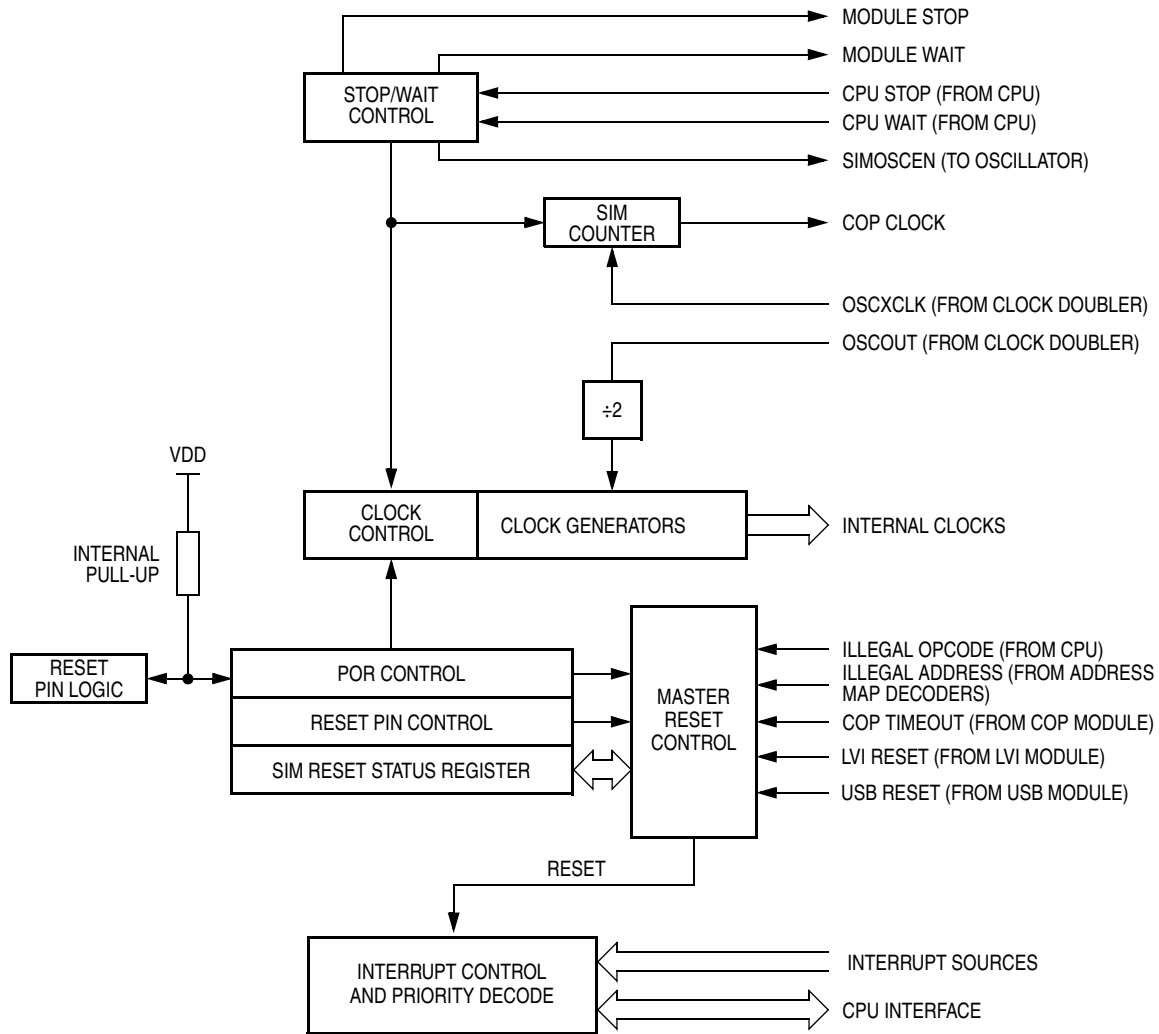 MODULE STOP
MODULE WAIT
STOP/WAIT
CONTROL
CPU STOP (FROM CPU)
CPU WAIT (FROM CPU)
SIMOSCEN (TO OSCILLATOR)
SIM
COUNTER
COP CLOCK
OSCXCLK (FROM CLOCK DOUBLER)
OSCOUT (FROM CLOCK DOUBLER)
÷2
VDD
CLOCK
CONTROL
CLOCK GENERATORS
INTERNAL CLOCKS
INTERNAL
PULL-UP
RESET
PIN LOGIC
POR CONTROL
RESET PIN CONTROL
SIM RESET STATUS REGISTER
MASTER
RESET
CONTROL
ILLEGAL OPCODE (FROM CPU)
ILLEGAL ADDRESS (FROM ADDRESS
MAP DECODERS)
COP TIMEOUT (FROM COP MODULE)
LVI RESET (FROM LVI MODULE)
USB RESET (FROM USB MODULE)
RESET
INTERRUPT CONTROL
AND PRIORITY DECODE
INTERRUPT SOURCES
CPU INTERFACE